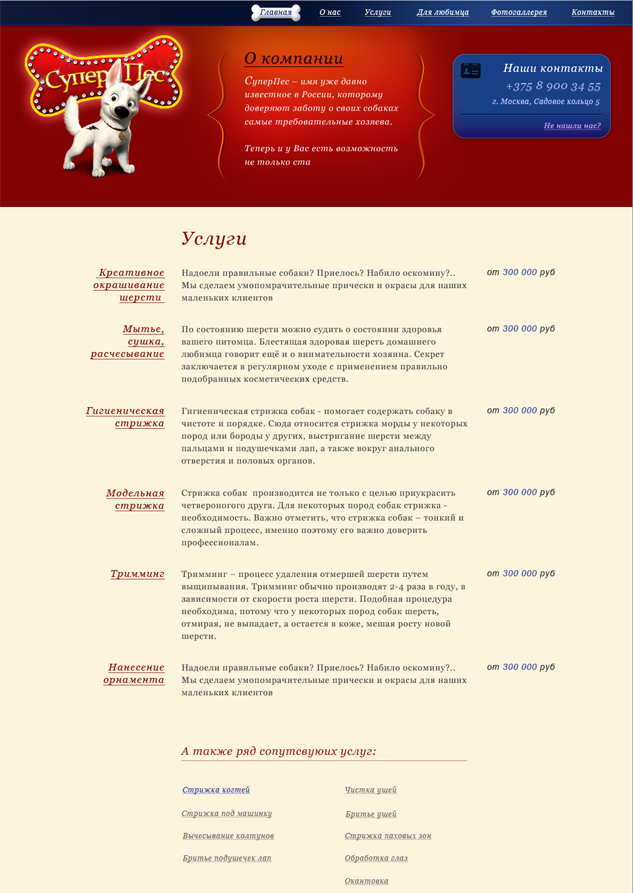 Главная О нас Услуги Для любимца Фотогаллерея Контакты
СуперПес
О компании
СуперПес – имя уже давно
известное в России, которому
доверяют заботу о своих собаках
самые требовательные хозяева.
Теперь и у Вас есть возможность
не только ста
Наши контакты
+375 8 900 34 55
г. Москва, Садовое кольцо 5
Не нашли нас?
Услуги
Креативное
окрашивание
шерсти
Надоели правильные собаки? Приелось? Набило оскомину?..
Мы сделаем умопомрачительные прически и окрасы для наших
маленьких клиентов
от 300 000 руб
Мытье,
сушка,
расчесывание
По состоянию шерсти можно судить о состоянии здоровья
вашего питомца. Блестящая здоровая шерсть домашнего
любимца говорит ещё и о внимательности хозяина. Секрет
заключается в регулярном уходе с применением правильно
подобранных косметических средств.
от 300 000 руб
Гигиеническая
стрижка
Гигиеническая стрижка собак - помогает содержать собаку в
чистоте и порядке. Сюда относится стрижка морды у некоторых
пород или бороды у других, выстригание шерсти между
пальцами и подушечками лап, а также вокруг анального
отверстия и половых органов.
от 300 000 руб
Модельная
стрижка
Стрижка собак производится не только с целью приукрасить
четвероногого друга. Для некоторых пород собак стрижка -
необходимость. Важно отметить, что стрижка собак – тонкий и
сложный процесс, именно поэтому его важно доверить
профессионалам.
от 300 000 руб
Тримминг
Тримминг – процесс удаления отмершей шерсти путем
выщипывания. Тримминг обычно производят 2-4 раза в году, в
зависимости от скорости роста шерсти. Подобная процедура
необходима, потому что у некоторых пород собак шерсть,
отмирая, не выпадает, а остается в коже, мешая росту новой
шерсти.
от 300 000 руб
Нанесение
орнамента
Надоели правильные собаки? Приелось? Набило оскомину?..
Мы сделаем умопомрачительные прически и окрасы для наших
маленьких клиентов
от 300 000 руб
А также ряд сопутсвуюих услуг:
Стрижка когтей
Чистка ушей
Стрижка под машинку
Бритье ушей
Вычесывание колтунов
Стрижка паховых зон
Бритье подушечек лап
Обработка глаз
Окантовка